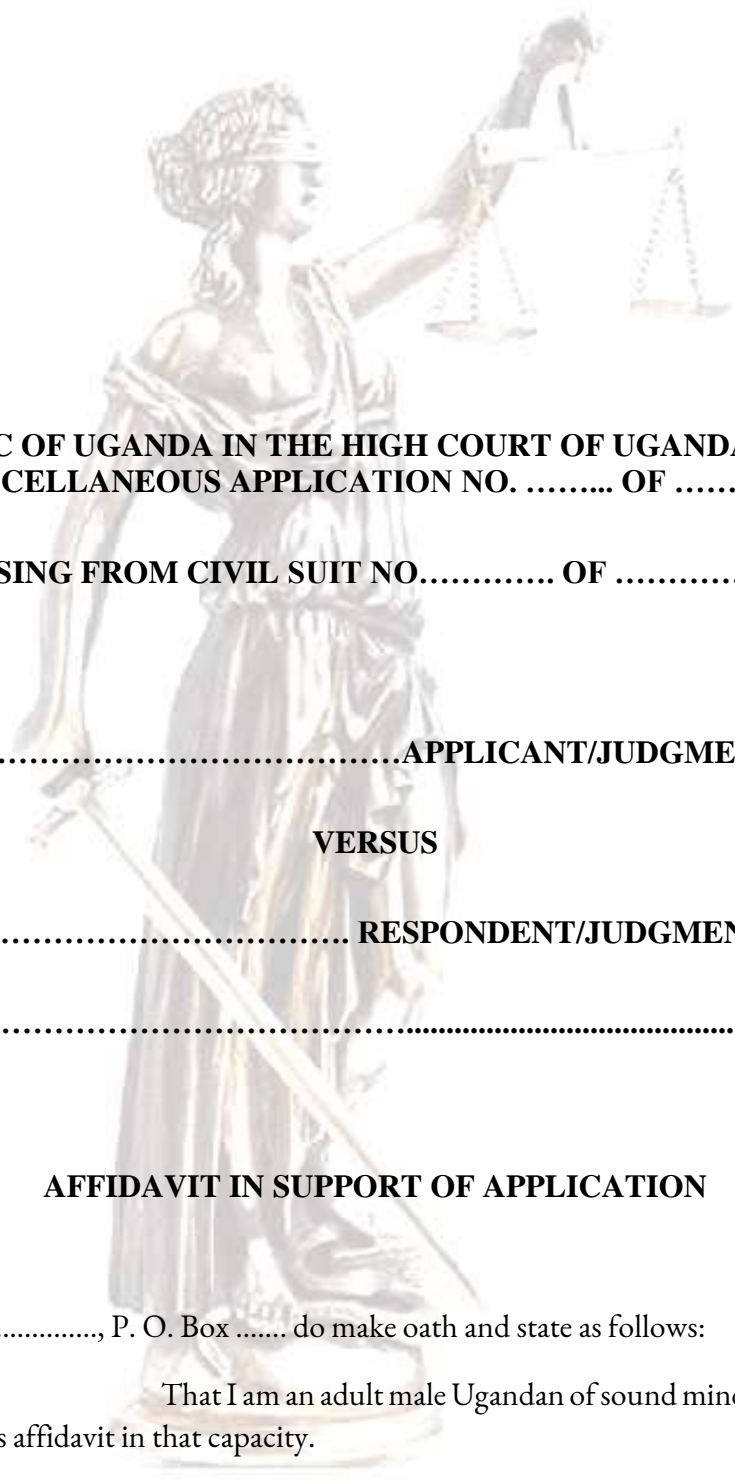 C OF UGANDA IN THE HIGH COURT OF UGANDA
CELLANEOUS APPLICATION NO. ……... OF ……
SING FROM CIVIL SUIT NO…………. OF …………
…………………………………APPLICANT/JUDGME
VERSUS
……………………………. RESPONDENT/JUDGMEN
…………………………………........................................
AFFIDAVIT IN SUPPORT OF APPLICATION
.............., P. O. Box ....... do make oath and state as follows:
That I am an adult male Ugandan of sound mind
s affidavit in that capacity.